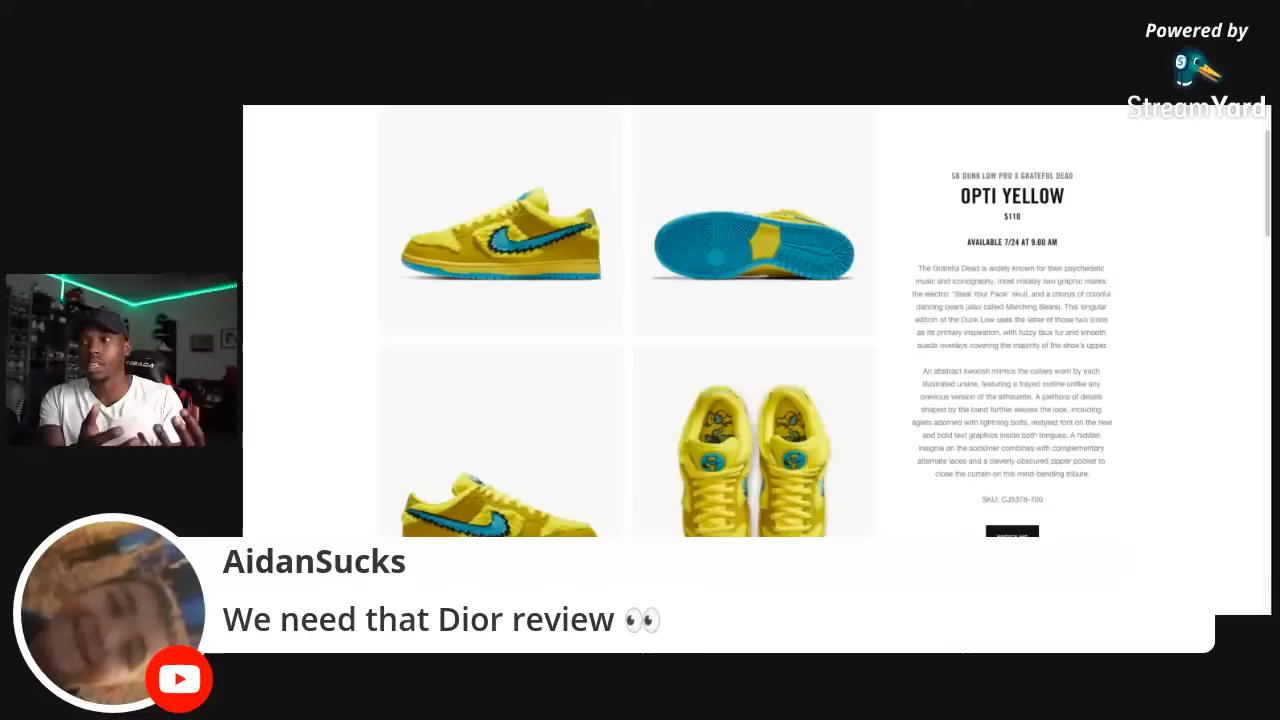 Powered by
StreamYard
SB DUNK LOW PRO X GRATEFUL DEAD
OPTI YELLOW
$110
AVAILABLE 7/24 AT 9:00 AM
The Grateful Dead is widely known for their psychedelic
music and iconography, most notably two graphic marks:
the electric "Steal Your Face" skull, and a chorus of colorful
dancing bears (also called Marching Bears). This singular
edition of the Dunk Low uses the latter of those two icons
as its primary inspiration, with fuzzy faux fur and smooth
suede overlays covering the majority of the shoe's upper.
An abstract swoosh mimics the collars worn by each
illustrated ursine, featuring a frayed outline unlike any
previous version of the silhouette. A plethora of details
shaped by the band further elevate the look, including
aglets adorned with lightning bolts, restyled font on the heel
and bold text graphics inside both tongues. A hidden
insignia on the sockliner combines with complementary
alternate laces and a cleverly obscured zipper pocket to
close the curtain on this mind-bending tribute.
SKU: CJ5378-700
AidanSucks
We need that Dior review 👀